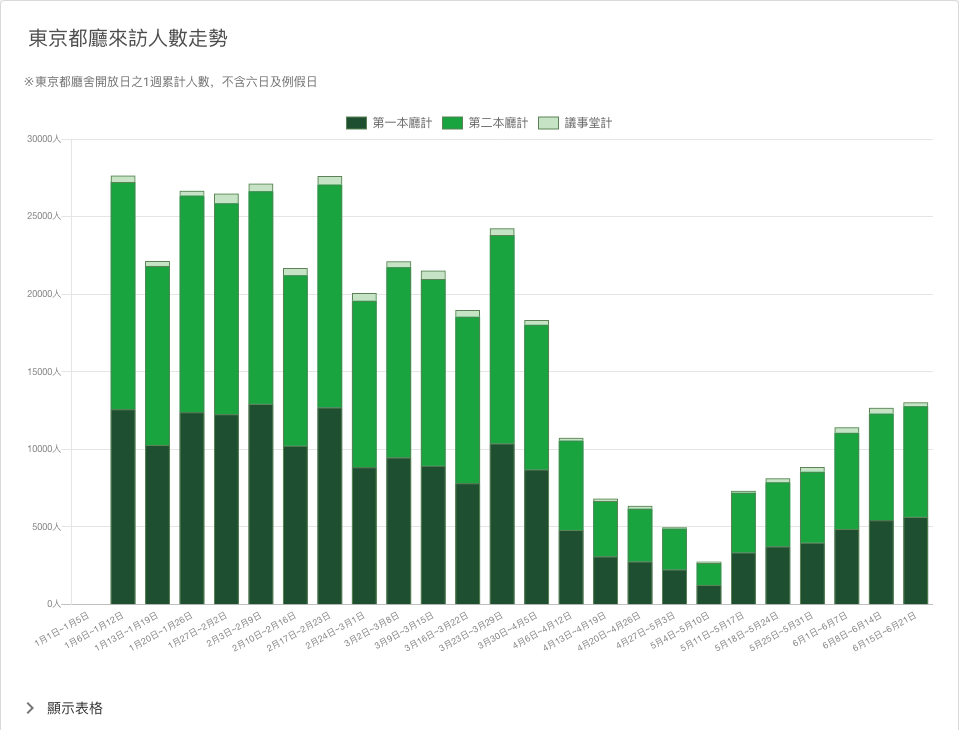 東京都廳來訪人數走勢
※東京都廳舍開放日之1週累計人數，不含六日及例假日
第一本廳計 第二本廳計 議事堂計
30000人
25000人
20000人
15000人
10000人
5000人
0人
1月1日~1月5日
1月6日~1月12日
1月13日~1月19日
1月20日~1月26日
1月27日~2月2日
2月3日~2月9日
2月10日~2月16日
2月17日~2月23日
2月24日~3月1日
3月2日~3月8日
3月9日~3月15日
3月16日~3月22日
3月23日~3月29日
3月30日~4月5日
4月6日~4月12日
4月13日~4月19日
4月20日~4月26日
4月27日~5月3日
5月4日~5月10日
5月11日~5月17日
5月18日~5月24日
5月25日~5月31日
6月1日~6月7日
6月8日~6月14日
6月15日~6月21日
顯示表格